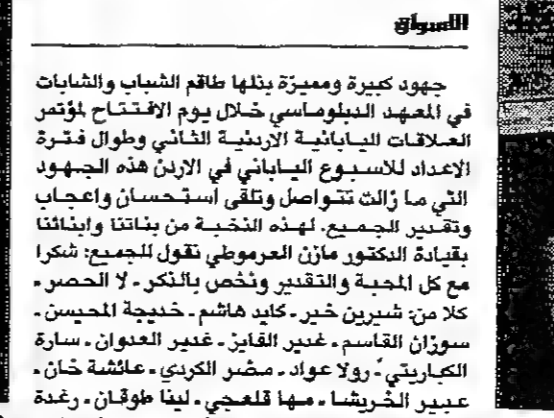 الاسواق
جهود كبيرة ومميزة بذلها طاقم الشباب والشابات
في المعهد الدبلوماسي خلال يوم الافتتاح لمؤتمر
العلاقات اليابانية الاردنية الثاني وطوال فترة
الاعداد للاسبوع الياباني في الاردن هذه الجهود
التي ما زالت تتواصل وتلقى استحسان واعجاب
وتقدير الجميع. لهذه النخبة من بناتنا وابنائنا
بقيادة الدكتور مازن العرموطي نقول للجميع: شكرا
مع كل المحبة والتقدير ونخص بالذكر - لا الحصر -
كلا من: شيرين خير - كايد هاشم - خديجة المحيسن -
سوزان القاسم - غدير الفايز - غدير العدوان - سارة
الكباريتي - رولا عواد - مضر الكردي - عائشة خان -
عبير الخريشا - مها قلعجي - لينا طوقان - رغدة